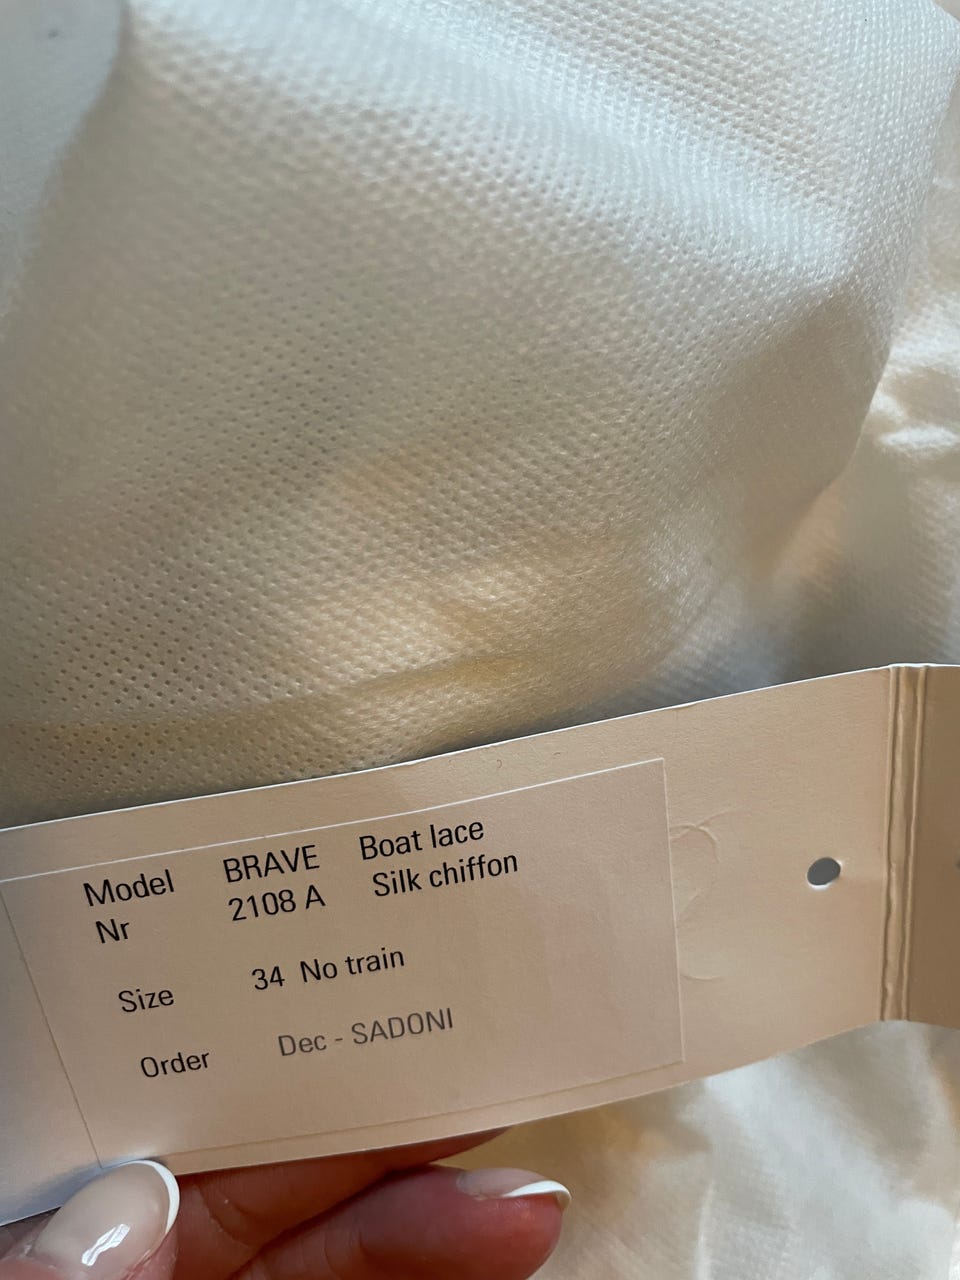 Model BRAVE Boat lace
Nr 2108 A Silk chiffon
Size 34 No train
Order Dec - SADONI